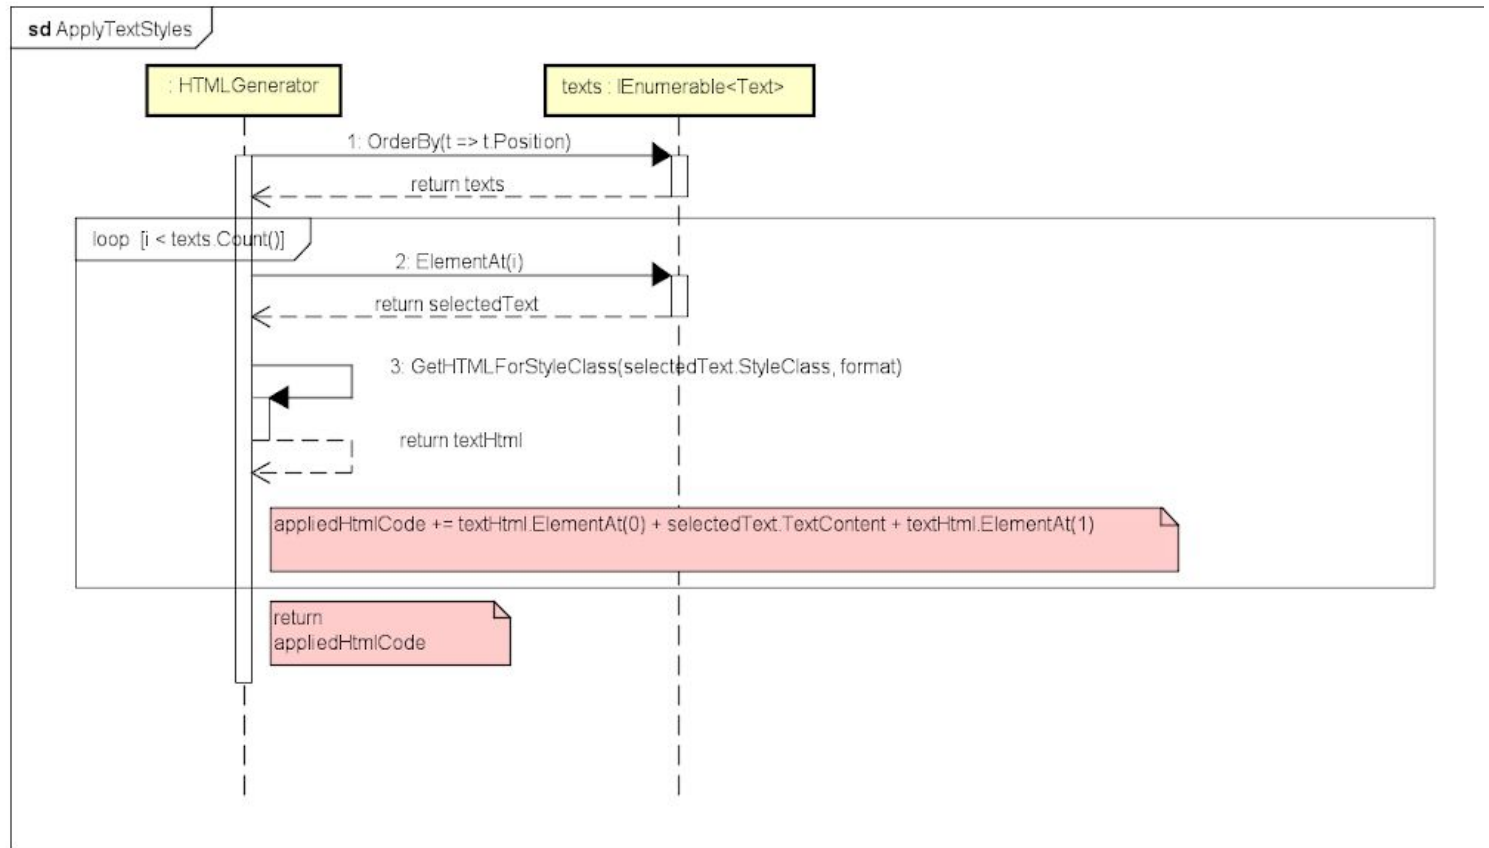 sd ApplyTextStyles
: HTMLGenerator
texts : IEnumerable<Text>
1: OrderBy(t => t.Position)
return texts
loop [i < texts.Count()]
2: ElementAt(i)
return selectedText
3: GetHTMLForStyleClass(selectedText.StyleClass, format)
return textHtml
appliedHtmlCode += textHtml.ElementAt(0) + selectedText.TextContent + textHtml.ElementAt(1)
return
appliedHtmlCode